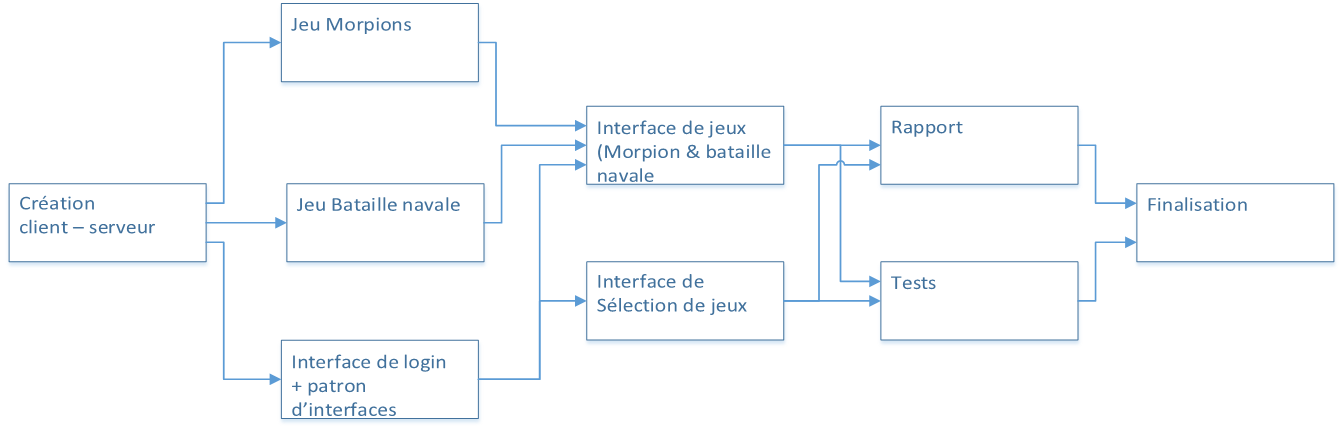 Jeu Morpions
Interface de jeux
(Morpion & bataille
navale
Rapport
Création
client – serveur
Jeu Bataille navale
Finalisation
Interface de
Sélection de jeux
Tests
Interface de login
+ patron
d’interfaces